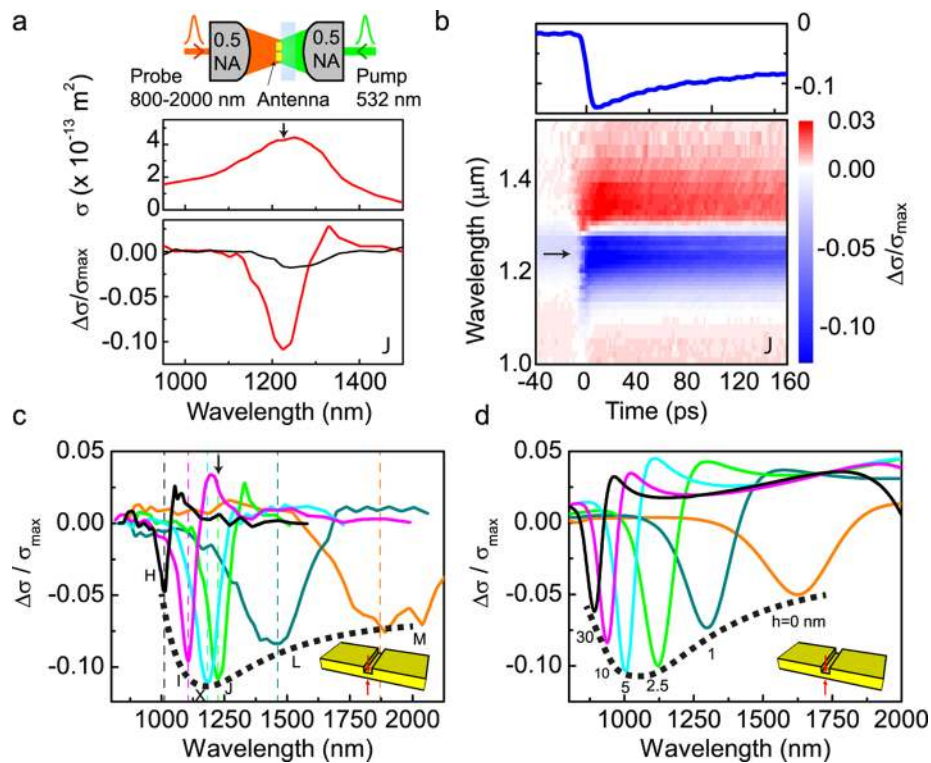 a
0.5
NA
0.5
NA
Probe
800-2000 nm
Antenna
Pump
532 nm
σ (x 10⁻¹³ m²)
4
2
0
Δσ/σmax
0.00
-0.05
-0.10
J
1000 1200 1400
Wavelength (nm)
b
0
-0.1
Wavelength (μm)
1.4
1.2
1.0
J
-40 0 40 80 120 160
Time (ps)
0.03
0.00
-0.05
-0.10
Δσ/σmax
c
Δσ / σmax
0.05
0.00
-0.05
-0.10
H
I
X
J
L
M
1000 1250 1500 1750 2000
Wavelength (nm)
d
Δσ / σmax
0.05
0.00
-0.05
-0.10
30
10
5
2.5
1
h=0 nm
1000 1250 1500 1750 2000
Wavelength (nm)